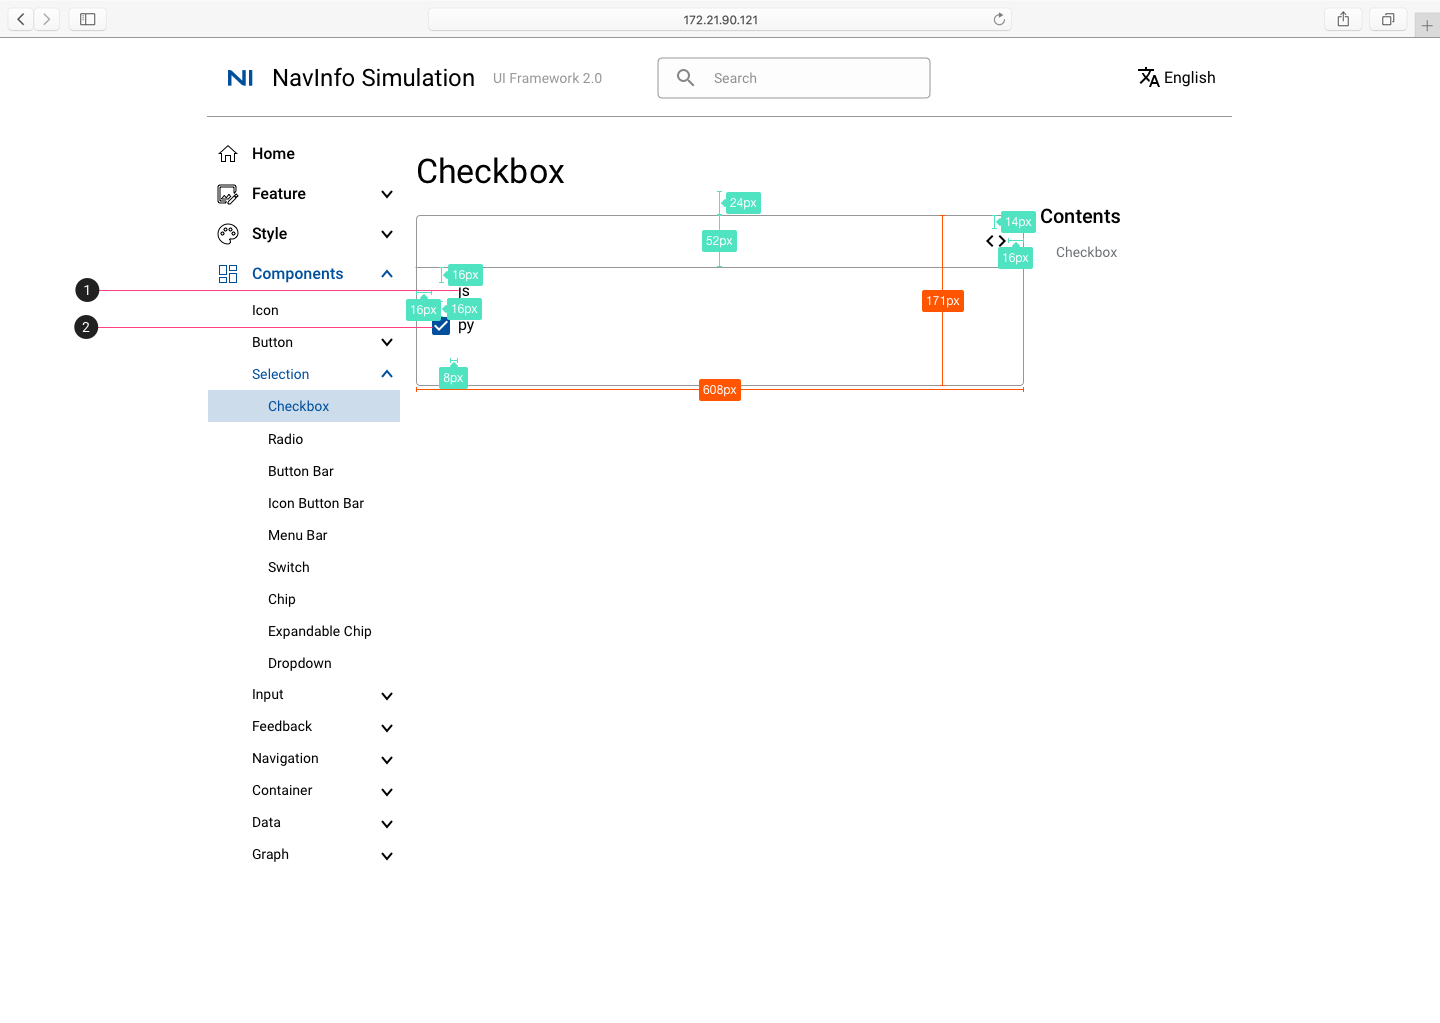 172.21.90.121
NI NavInfo Simulation UI Framework 2.0 Search English
Home
Feature
Style
Components
Icon
Button
Selection
Checkbox
Radio
Button Bar
Icon Button Bar
Menu Bar
Switch
Chip
Expandable Chip
Dropdown
Input
Feedback
Navigation
Container
Data
Graph
Checkbox
24px
52px
14px
16px
16px
1
js
16px
16px
2
py
171px
8px
608px
Contents
Checkbox